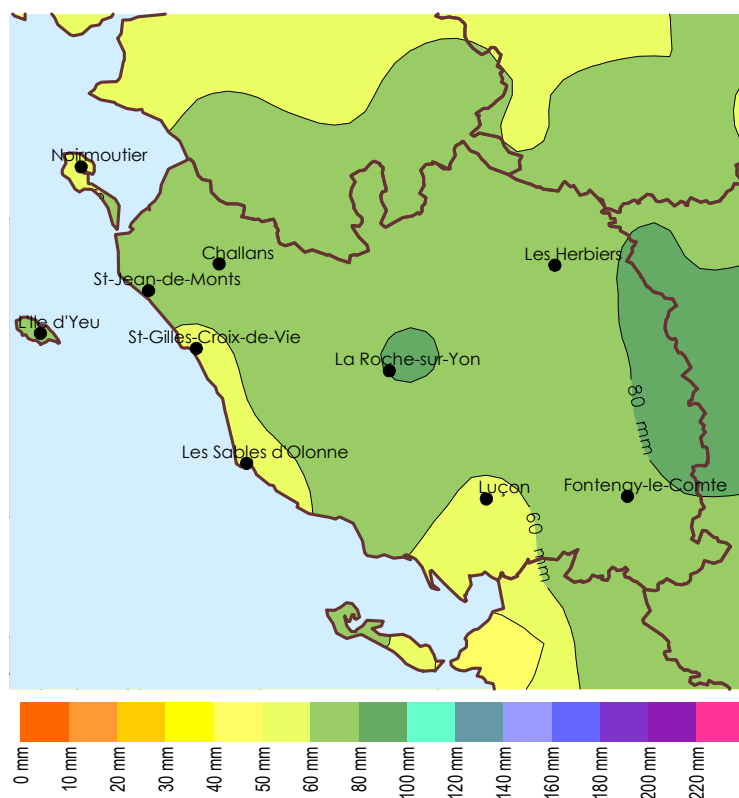 Noirmoutier
Challans
Les Herbiers
St-Jean-de-Monts
L'Ile d'Yeu
St-Gilles-Croix-de-Vie
La Roche-sur-Yon
80 mm
Les Sables d'Olonne
Luçon
Fontenay-le-Comte
60 mm
0 mm
10 mm
20 mm
30 mm
40 mm
50 mm
60 mm
80 mm
100 mm
120 mm
140 mm
160 mm
180 mm
200 mm
220 mm